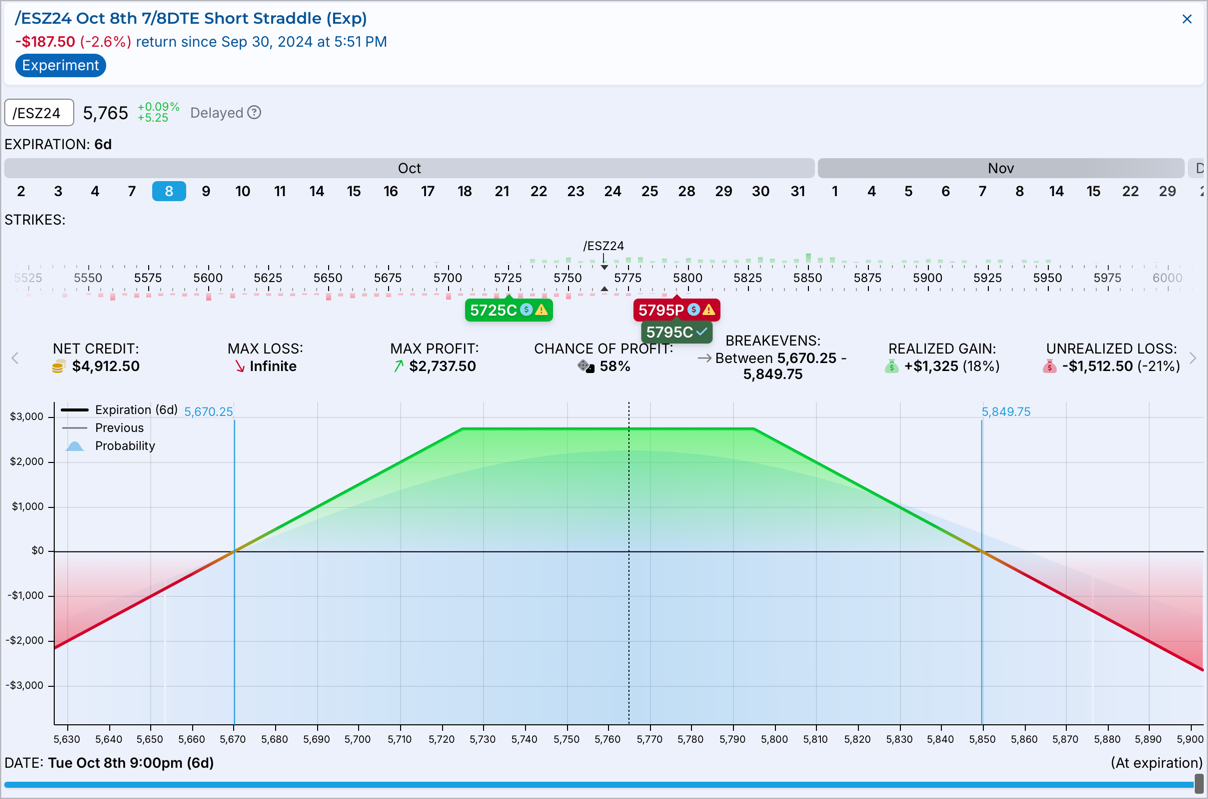 /ESZ24 Oct 8th 7/8DTE Short Straddle (Exp)
-$187.50 (-2.6%) return since Sep 30, 2024 at 5:51 PM
Experiment
/ESZ24 5,765 +0.09% +5.25 Delayed ?
EXPIRATION: 6d
Oct Nov D
2 3 4 7 8 9 10 11 14 15 16 17 18 21 22 23 24 25 28 29 30 31 1 4 5 6 7 8 14 15 22 29 2
STRIKES:
/ESZ24
5525 5550 5575 5600 5625 5650 5675 5700 5725 5750 5775 5800 5825 5850 5875 5900 5925 5950 5975 6000
5725C $ 5795P $
5795C
NET CREDIT: MAX LOSS: MAX PROFIT: CHANCE OF PROFIT: BREAKEVENS: REALIZED GAIN: UNREALIZED LOSS:
$4,912.50 Infinite $2,737.50 58% Between 5,670.25 - +$1,325 (18%) -$1,512.50 (-21%)
5,849.75
Expiration (6d)
Previous
Probability
5,670.25 5,849.75
$3,000
$2,000
$1,000
$0
-$1,000
-$2,000
-$3,000
5,630 5,640 5,650 5,660 5,670 5,680 5,690 5,700 5,710 5,720 5,730 5,740 5,750 5,760 5,770 5,780 5,790 5,800 5,810 5,820 5,830 5,840 5,850 5,860 5,870 5,880 5,890 5,900
DATE: Tue Oct 8th 9:00pm (6d) (At expiration)